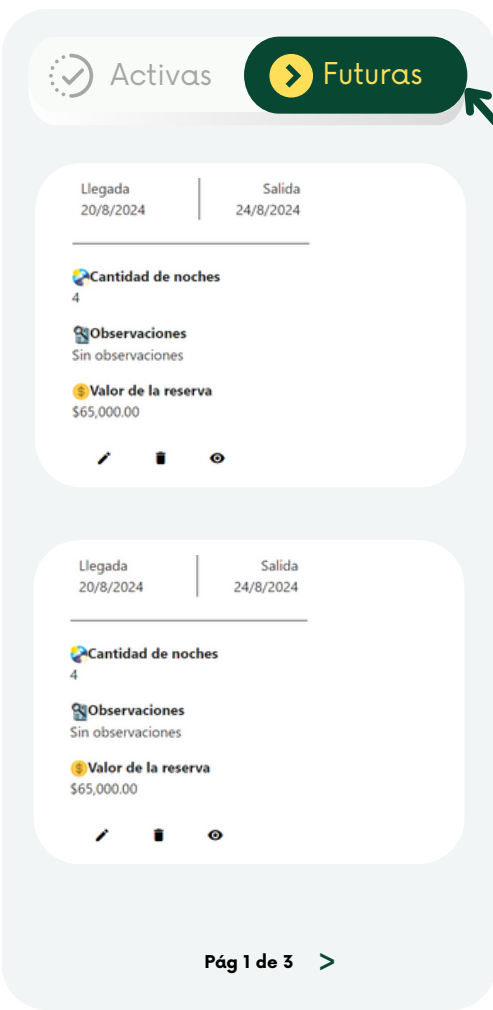 Activas
Futuras
Llegada Salida
20/8/2024 24/8/2024
Cantidad de noches
4
Observaciones
Sin observaciones
Valor de la reserva
$65,000.00
Llegada Salida
20/8/2024 24/8/2024
Cantidad de noches
4
Observaciones
Sin observaciones
Valor de la reserva
$65,000.00
Pág 1 de 3 >